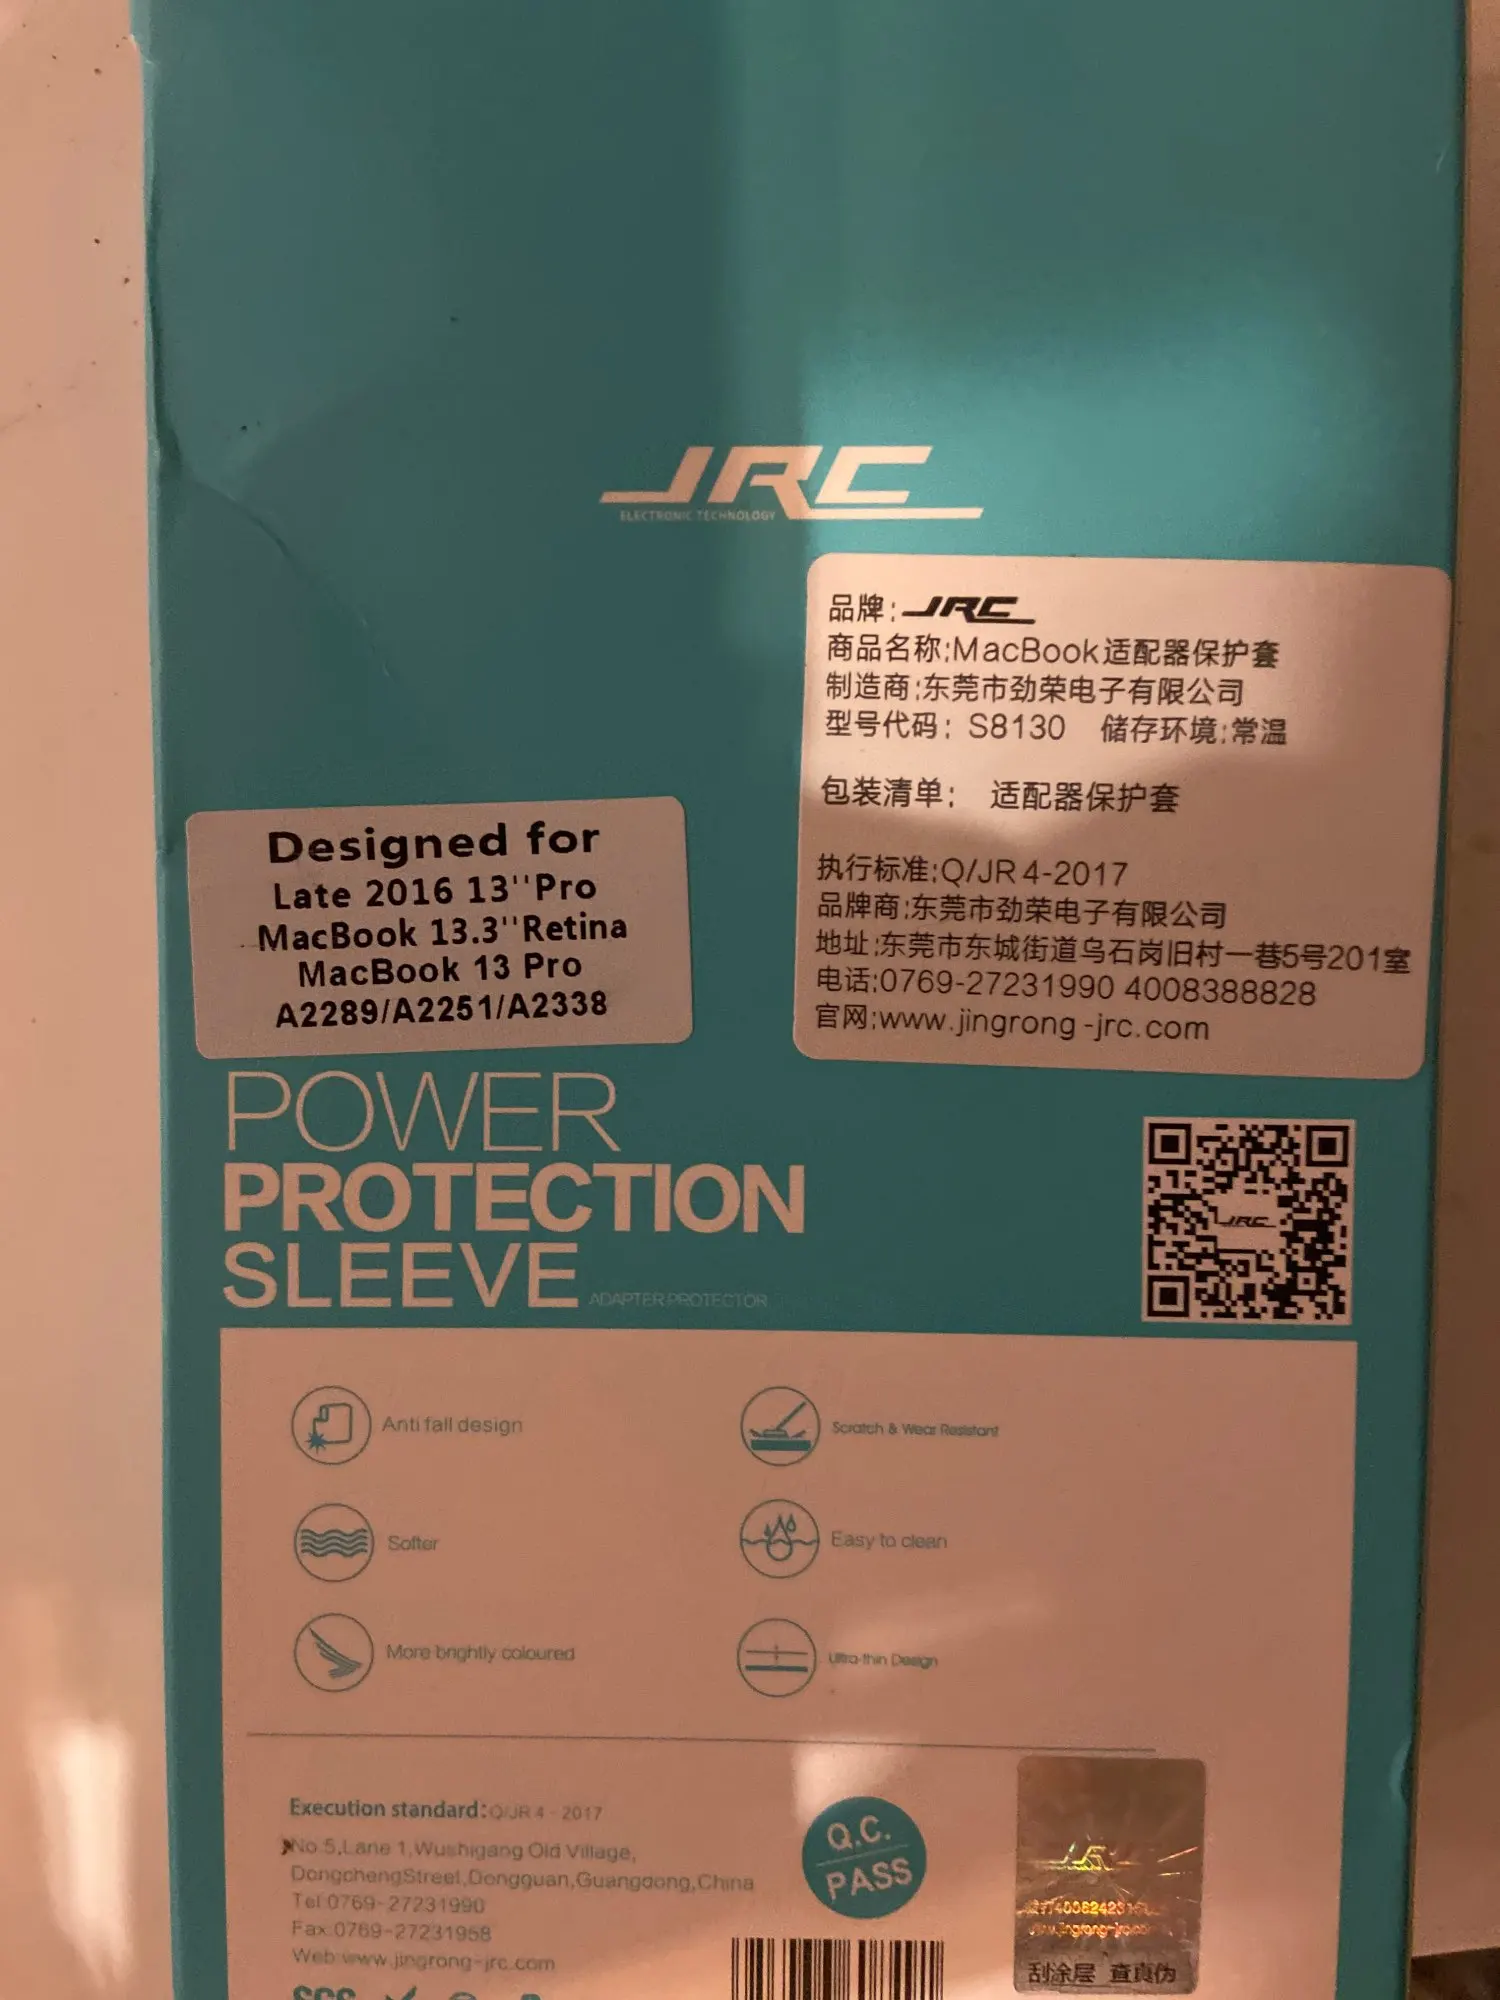 JRC
ELECTRONIC TECHNOLOGY
品牌:JRC
商品名称:MacBook适配器保护套
制造商:东莞市劲荣电子有限公司
型号代码: S8130 储存环境:常温
包装清单: 适配器保护套
执行标准:Q/JR 4-2017
品牌商:东莞市劲荣电子有限公司
地址:东莞市东城街道乌石岗旧村一巷5号201室
电话:0769-27231990 4008388828
官网:www.jingrong-jrc.com
Designed for
Late 2016 13''Pro
MacBook 13.3''Retina
MacBook 13 Pro
A2289/A2251/A2338
POWER
PROTECTION
SLEEVE ADAPTER PROTECTOR
JRC
Anti fall design
Scratch & Wear Resistant
Softer
Easy to clean
More brightly coloured
Ultra-thin Design
Execution standard:Q/JR 4 - 2017
No.5,Lane 1,Wushigang Old Village,
DongchengStreet,Dongguan,Guangdong,China
Tel:0769-27231990
Fax:0769-27231958
Web:www.jingrong-jrc.com
Q.C.
PASS
JRC
刮涂层 查真伪